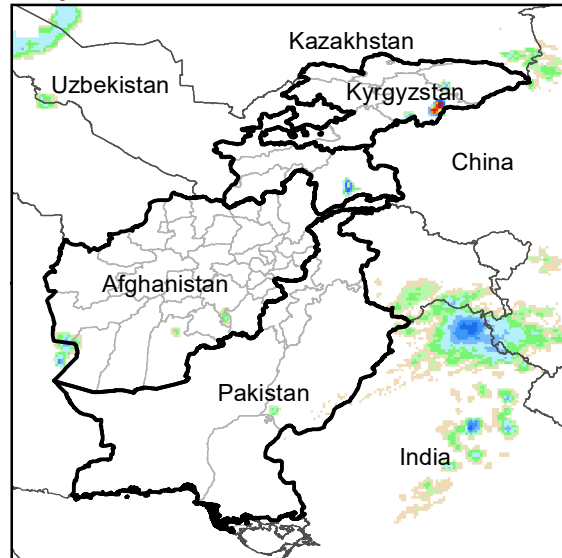 Kazakhstan
Uzbekistan
Kyrgyzstan
China
Afghanistan
Pakistan
India